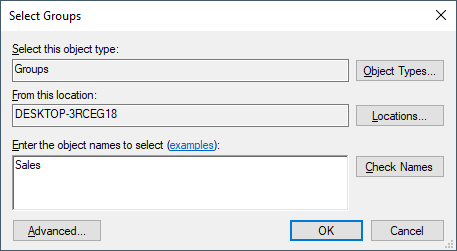 Select Groups
Select this object type:
Groups
Object Types...
From this location:
DESKTOP-3RCEG18
Locations...
Enter the object names to select (examples):
Sales
Check Names
Advanced...
OK
Cancel